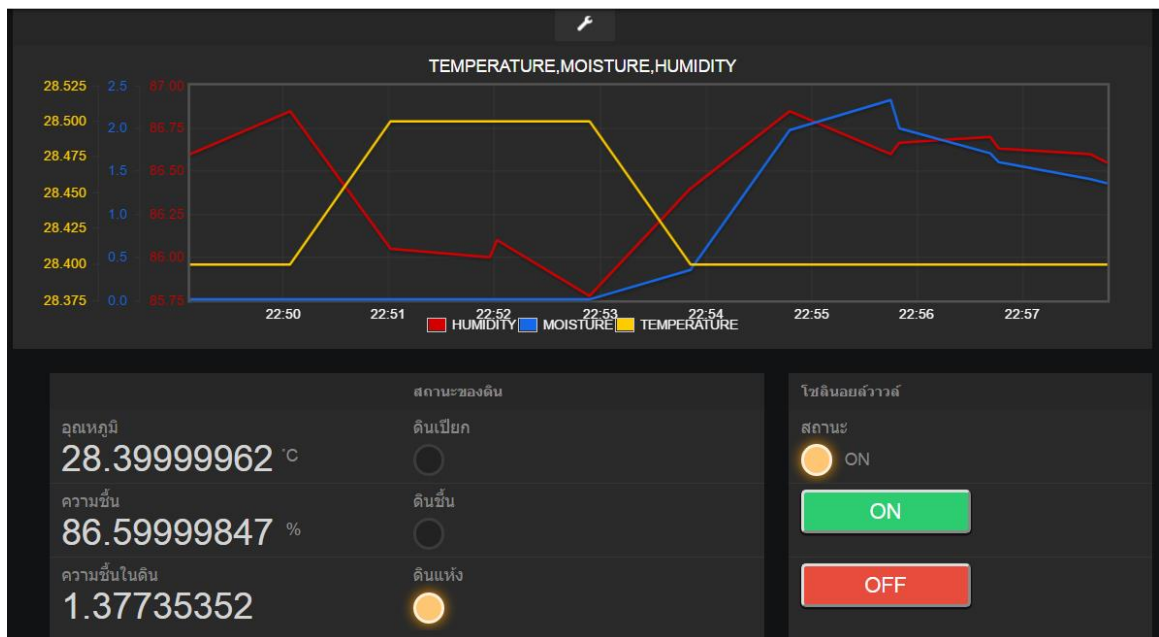 TEMPERATURE,MOISTURE,HUMIDITY
28.525 2.5 87.00
28.500 2.0 86.75
28.475
1.5 86.50
28.450
1.0 86.25
28.425
28.400 0.5 86.00
28.375 0.0 85.75
22:50 22:51 22:52 22:53 22:54 22:55 22:56 22:57
HUMIDITY MOISTURE TEMPERATURE
สถานะของดิน
โซลินอยล์วาวล์
อุณหภูมิ
28.39999962 °C
ดินเปียก
สถานะ
ON
ความชื้น
86.59999847 %
ดินชื้น
ON
ความชื้นในดิน
1.37735352
ดินแห้ง
OFF